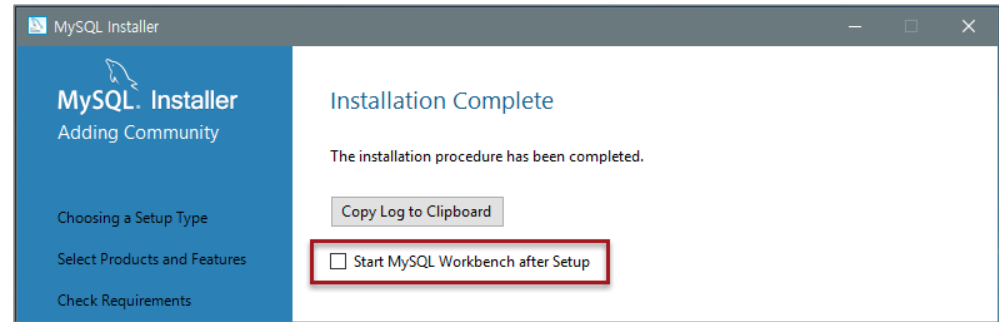 MySQL Installer
MySQL. Installer
Adding Community
Choosing a Setup Type
Select Products and Features
Check Requirements
Installation Complete
The installation procedure has been completed.
Copy Log to Clipboard
Start MySQL Workbench after Setup